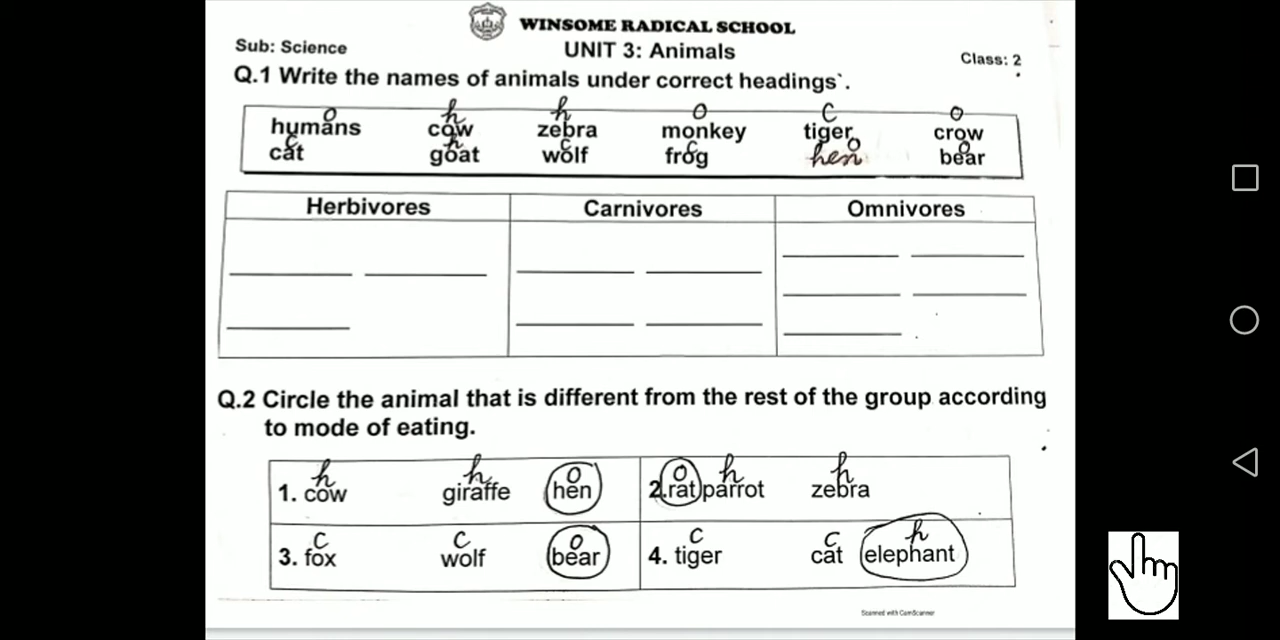 WINSOME RADICAL SCHOOL
Sub: Science
UNIT 3: Animals
Class: 2
Q.1 Write the names of animals under correct headings`.
o h h o c o
humans cow zebra monkey tiger crow
c h c c o o
cat goat wolf frog hen bear
Herbivores Carnivores Omnivores
Q.2 Circle the animal that is different from the rest of the group according
to mode of eating.
h h o o h h
1. cow giraffe hen 2. rat parrot zebra
c c o c c h
3. fox wolf bear 4. tiger cat elephant
Scanned with CamScanner